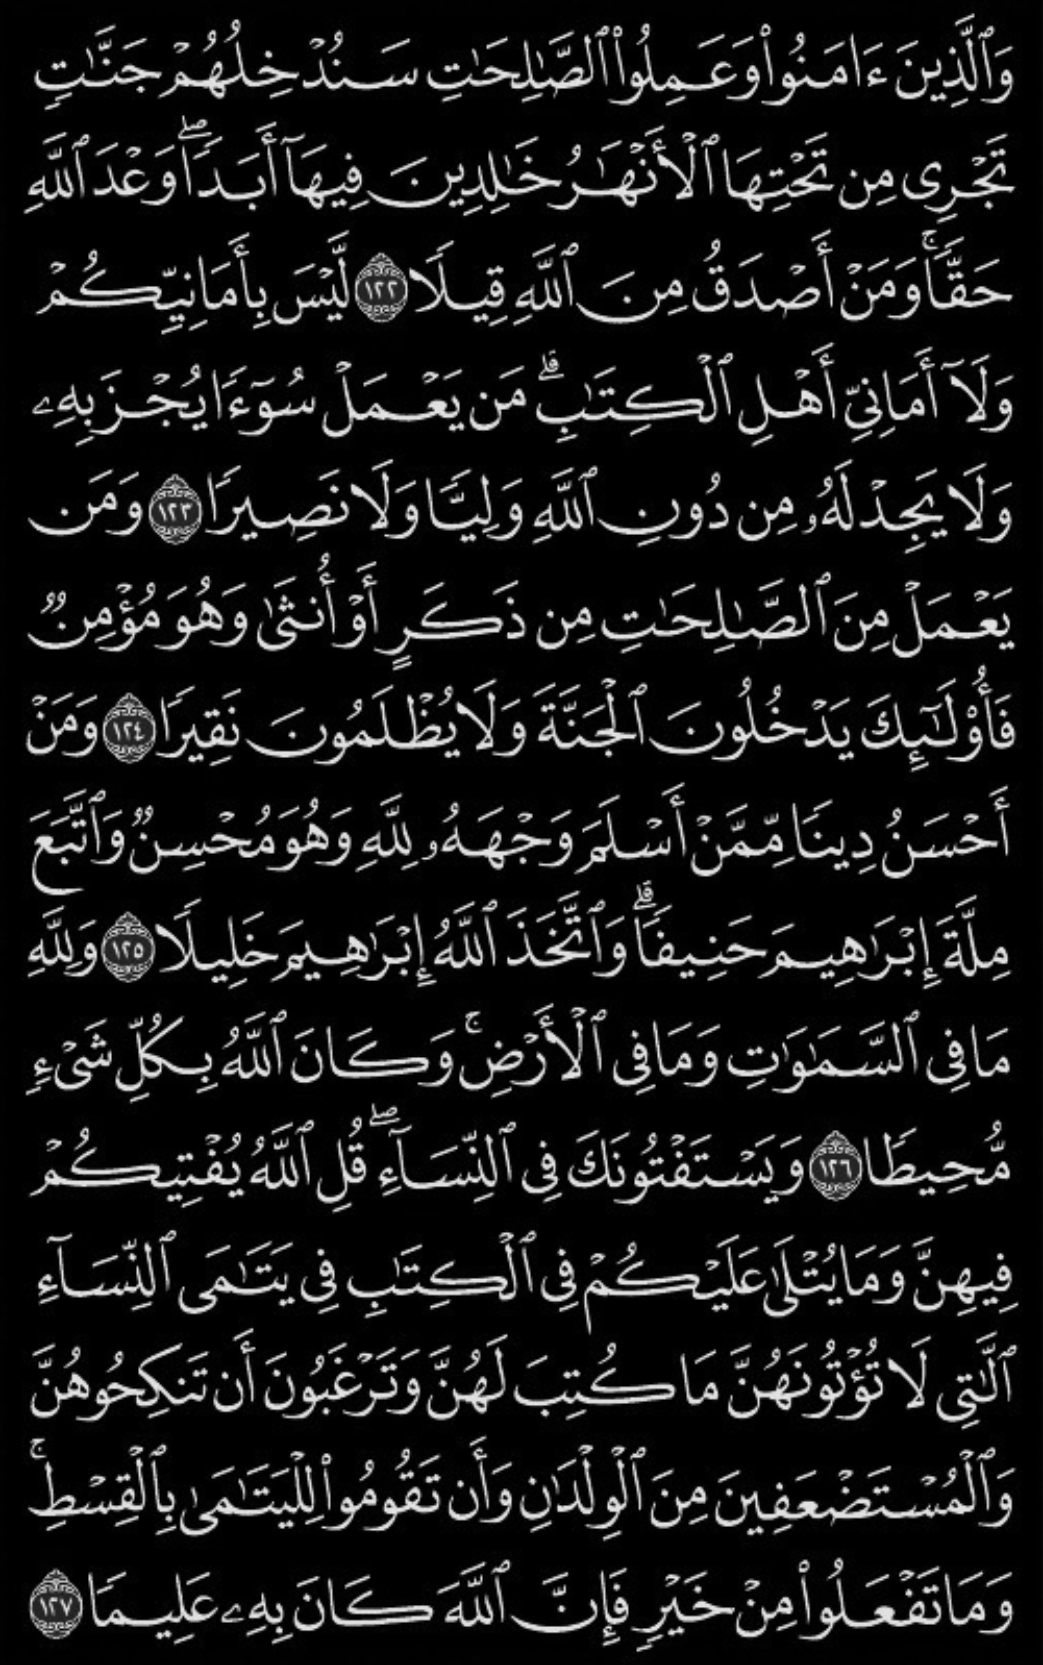 وَٱلَّذِينَ ءَامَنُوا۟ وَعَمِلُوا۟ ٱلصَّـٰلِحَـٰتِ سَنُدْخِلُهُمْ جَنَّـٰتٍ
تَجْرِى مِن تَحْتِهَا ٱلْأَنْهَـٰرُ خَـٰلِدِينَ فِيهَآ أَبَدًا ۖ وَعْدَ ٱللَّهِ
حَقًّا ۚ وَمَنْ أَصْدَقُ مِنَ ٱللَّهِ قِيلًا ١٢٢ لَّيْسَ بِأَمَانِيِّكُمْ
وَلَآ أَمَانِىِّ أَهْلِ ٱلْكِتَـٰبِ ۗ مَن يَعْمَلْ سُوٓءًا يُجْزَ بِهِۦ
وَلَا يَجِدْ لَهُۥ مِن دُونِ ٱللَّهِ وَلِيًّا وَلَا نَصِيرًا ١٢٣ وَمَن
يَعْمَلْ مِنَ ٱلصَّـٰلِحَـٰتِ مِن ذَكَرٍ أَوْ أُنثَىٰ وَهُوَ مُؤْمِنٌ
فَأُو۟لَـٰٓئِكَ يَدْخُلُونَ ٱلْجَنَّةَ وَلَا يُظْلَمُونَ نَقِيرًا ١٢٤ وَمَنْ
أَحْسَنُ دِينًا مِّمَّنْ أَسْلَمَ وَجْهَهُۥ لِلَّهِ وَهُوَ مُحْسِنٌ وَٱتَّبَعَ
مِلَّةَ إِبْرَٰهِيمَ حَنِيفًا ۗ وَٱتَّخَذَ ٱللَّهُ إِبْرَٰهِيمَ خَلِيلًا ١٢٥ وَلِلَّهِ
مَا فِى ٱلسَّمَـٰوَٰتِ وَمَا فِى ٱلْأَرْضِ ۚ وَكَانَ ٱللَّهُ بِكُلِّ شَىْءٍ
مُّحِيطًا ١٢٦ وَيَسْتَفْتُونَكَ فِى ٱلنِّسَآءِ ۖ قُلِ ٱللَّهُ يُفْتِيكُمْ
فِيهِنَّ وَمَا يُتْلَىٰ عَلَيْكُمْ فِى ٱلْكِتَـٰبِ فِى يَتَـٰمَى ٱلنِّسَآءِ
ٱلَّـٰتِى لَا تُؤْتُونَهُنَّ مَا كُتِبَ لَهُنَّ وَتَرْغَبُونَ أَن تَنكِحُوهُنَّ
وَٱلْمُسْتَضْعَفِينَ مِنَ ٱلْوِلْدَٰنِ وَأَن تَقُومُوا۟ لِلْيَتَـٰمَىٰ بِٱلْقِسْطِ ۚ
وَمَا تَفْعَلُوا۟ مِنْ خَيْرٍ فَإِنَّ ٱللَّهَ كَانَ بِهِۦ عَلِيمًا ١٢٧